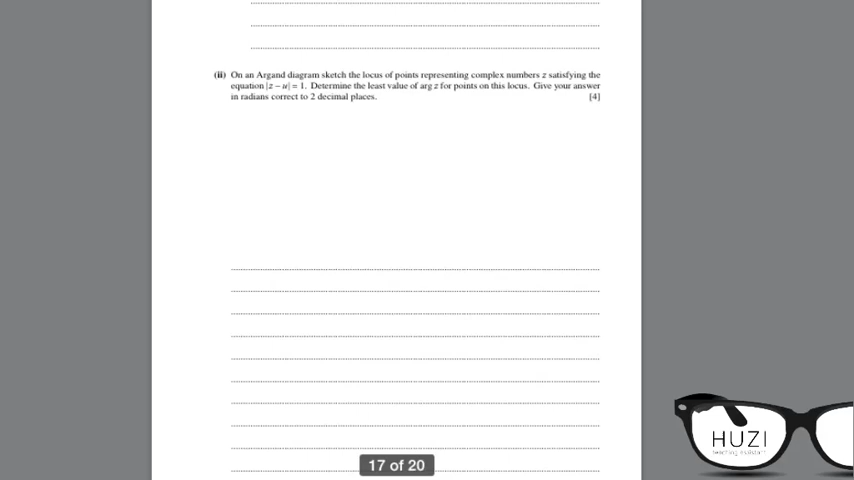 (ii) On an Argand diagram sketch the locus of points representing complex numbers z satisfying the
equation |z − u| = 1. Determine the least value of arg z for points on this locus. Give your answer
in radians correct to 2 decimal places. [4]
17 of 20
HUZI
teaching assistant